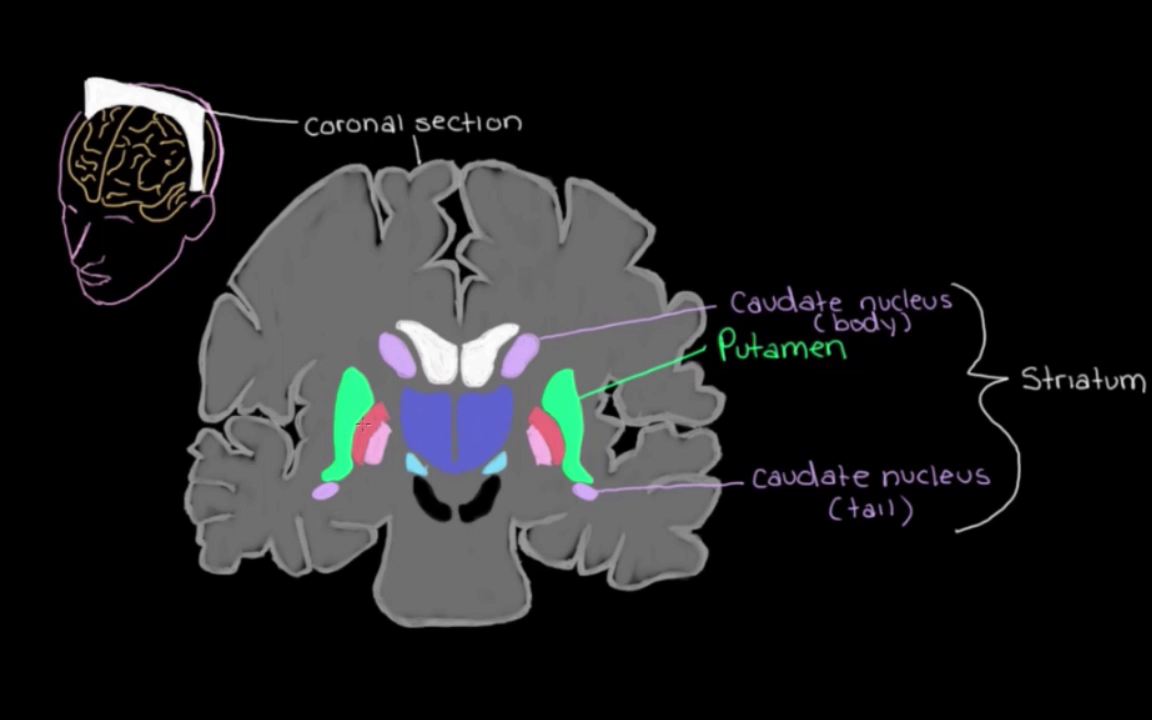 coronal section
Caudate nucleus
(body)
Putamen
Striatum
Caudate nucleus
(tail)